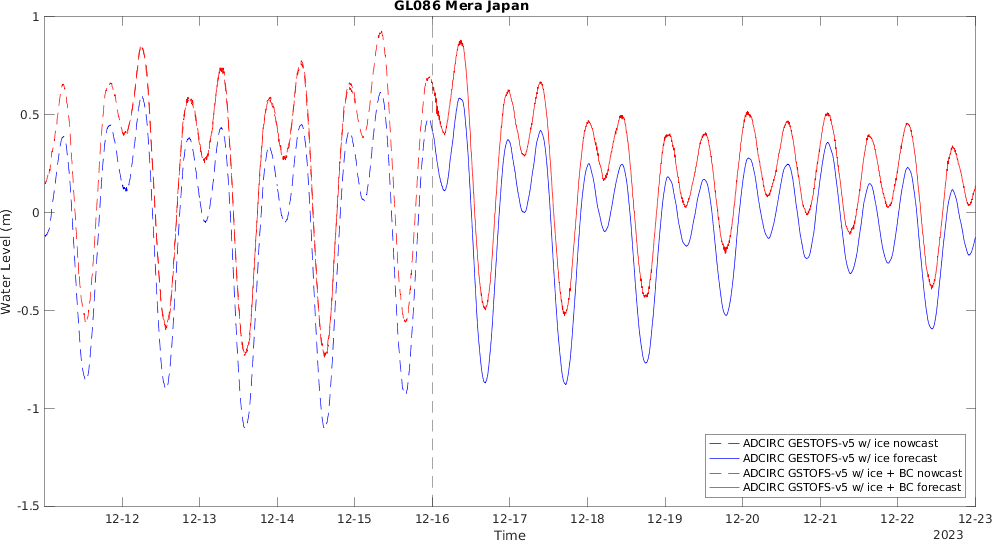 GL086 Mera Japan
Water Level (m)
1
0.5
0
-0.5
-1
-1.5
12-12
12-13
12-14
12-15
12-16
12-17
12-18
12-19
12-20
12-21
12-22
12-23
Time
2023
ADCIRC GESTOFS-v5 w/ ice nowcast
ADCIRC GESTOFS-v5 w/ ice forecast
ADCIRC GSTOFS-v5 w/ ice + BC nowcast
ADCIRC GSTOFS-v5 w/ ice + BC forecast